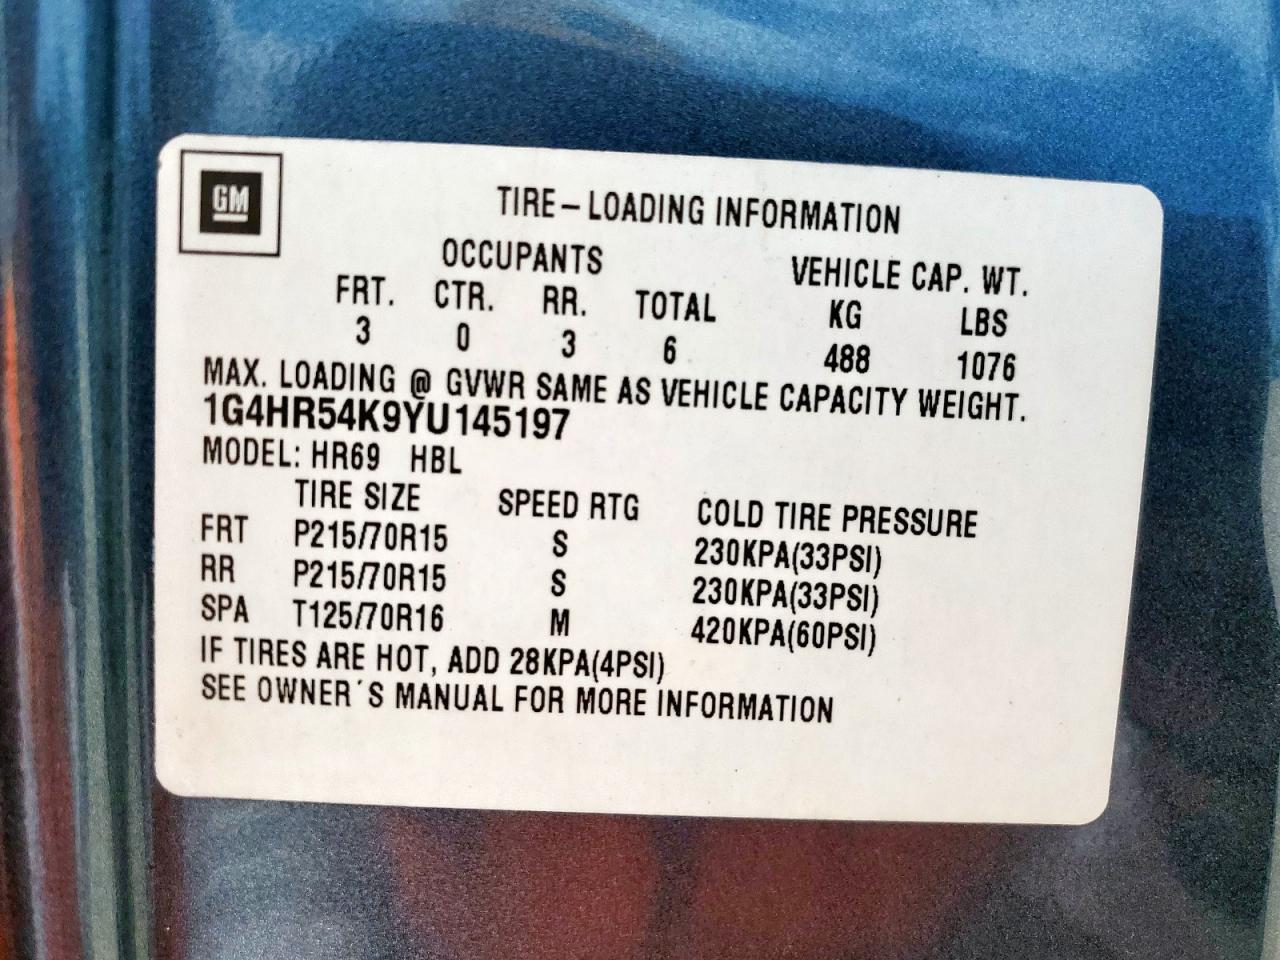 GM
TIRE-LOADING INFORMATION
OCCUPANTS VEHICLE CAP. WT.
FRT. CTR. RR. TOTAL KG LBS
3 0 3 6 488 1076
MAX. LOADING @ GVWR SAME AS VEHICLE CAPACITY WEIGHT.
1G4HR54K9YU145197
MODEL: HR69 HBL
TIRE SIZE SPEED RTG COLD TIRE PRESSURE
FRT P215/70R15 S 230KPA(33PSI)
RR P215/70R15 S 230KPA(33PSI)
SPA T125/70R16 M 420KPA(60PSI)
IF TIRES ARE HOT, ADD 28KPA(4PSI)
SEE OWNER´S MANUAL FOR MORE INFORMATION